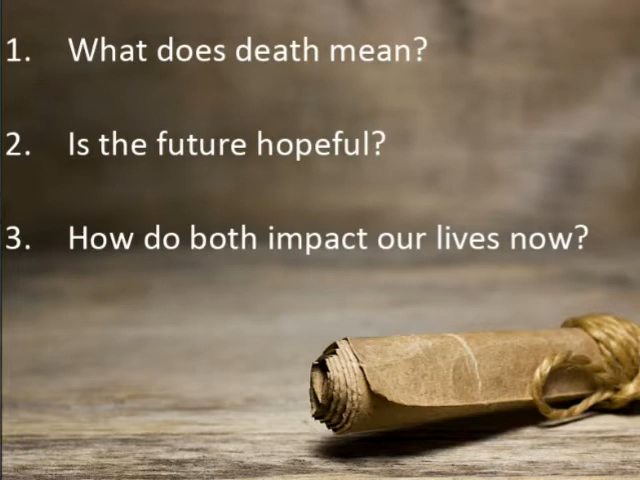 1. What does death mean?
2. Is the future hopeful?
3. How do both impact our lives now?